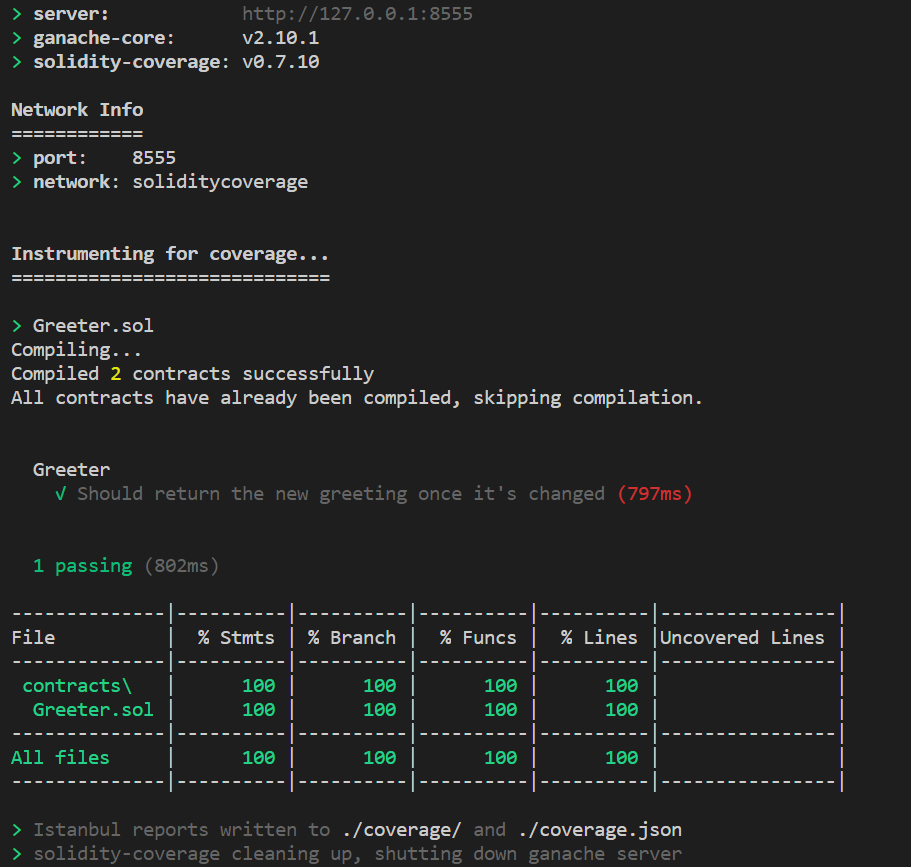 > server:            http://127.0.0.1:8555
> ganache-core:      v2.10.1
> solidity-coverage: v0.7.10
Network Info
============
> port:    8555
> network: soliditycoverage
Instrumenting for coverage...
=============================
> Greeter.sol
Compiling...
Compiled 2 contracts successfully
All contracts have already been compiled, skipping compilation.
  Greeter
    √ Should return the new greeting once it's changed (797ms)
  1 passing (802ms)
--------------|----------|----------|----------|----------|----------------|
File          |  % Stmts | % Branch |  % Funcs |  % Lines |Uncovered Lines |
--------------|----------|----------|----------|----------|----------------|
 contracts\   |      100 |      100 |      100 |      100 |                |
  Greeter.sol |      100 |      100 |      100 |      100 |                |
--------------|----------|----------|----------|----------|----------------|
All files     |      100 |      100 |      100 |      100 |                |
--------------|----------|----------|----------|----------|----------------|
> Istanbul reports written to ./coverage/ and ./coverage.json
> solidity-coverage cleaning up, shutting down ganache server